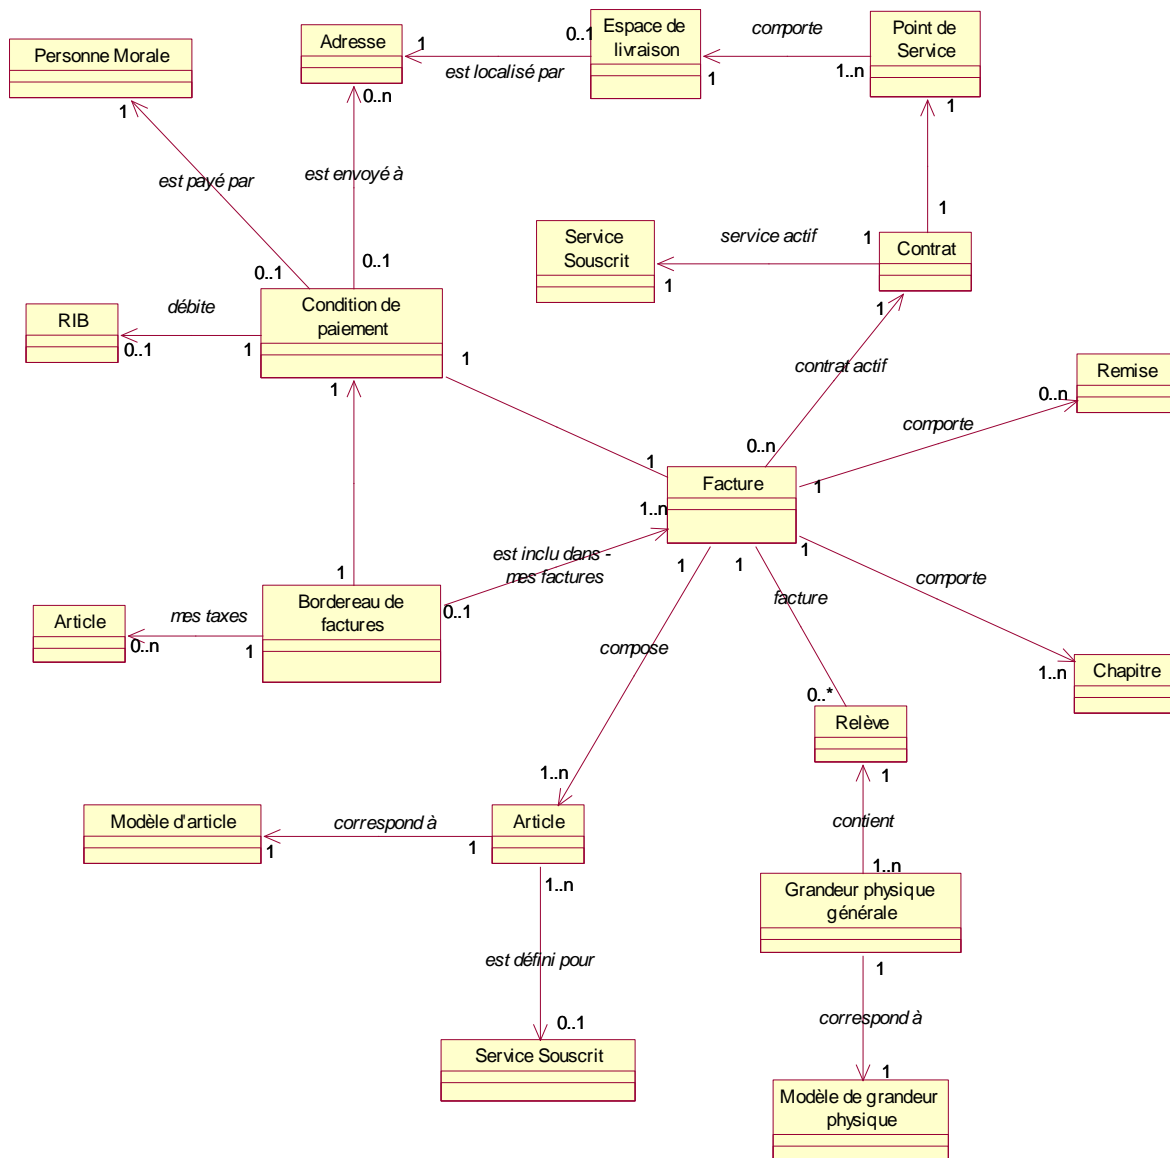 Personne Morale
1
Adresse
1
0..n
est localisé par
0..1
Espace de
livraison
1
comporte
1..n
Point de
Service
1
est payé par
est envoyé à
0..1
0..1
1
Service
Souscrit
1
service actif
1
Contrat
1
RIB
0..1
débite
1
Condition de
paiement
1
1
contrat actif
0..n
Remise
0..n
comporte
1
1
Facture
1..n
est inclu dans -
mes factures
0..1
1
1
1
comporte
1..n
Chapitre
1
Bordereau de
factures
1
mes taxes
0..n
Article
compose
facture
0..*
Relève
1
1..n
Modèle d'article
1
correspond à
1
Article
1..n
contient
1..n
Grandeur physique
générale
1
est défini pour
0..1
Service Souscrit
correspond à
1
Modèle de grandeur
physique